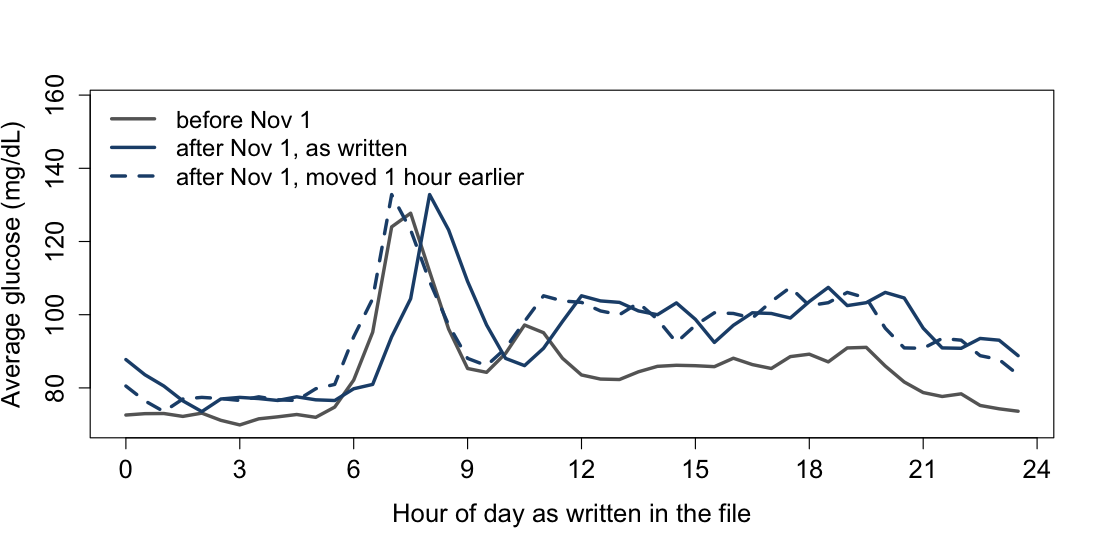 Average glucose (mg/dL)
160
140
120
100
80
before Nov 1
after Nov 1, as written
after Nov 1, moved 1 hour earlier
0 3 6 9 12 15 18 21 24
Hour of day as written in the file